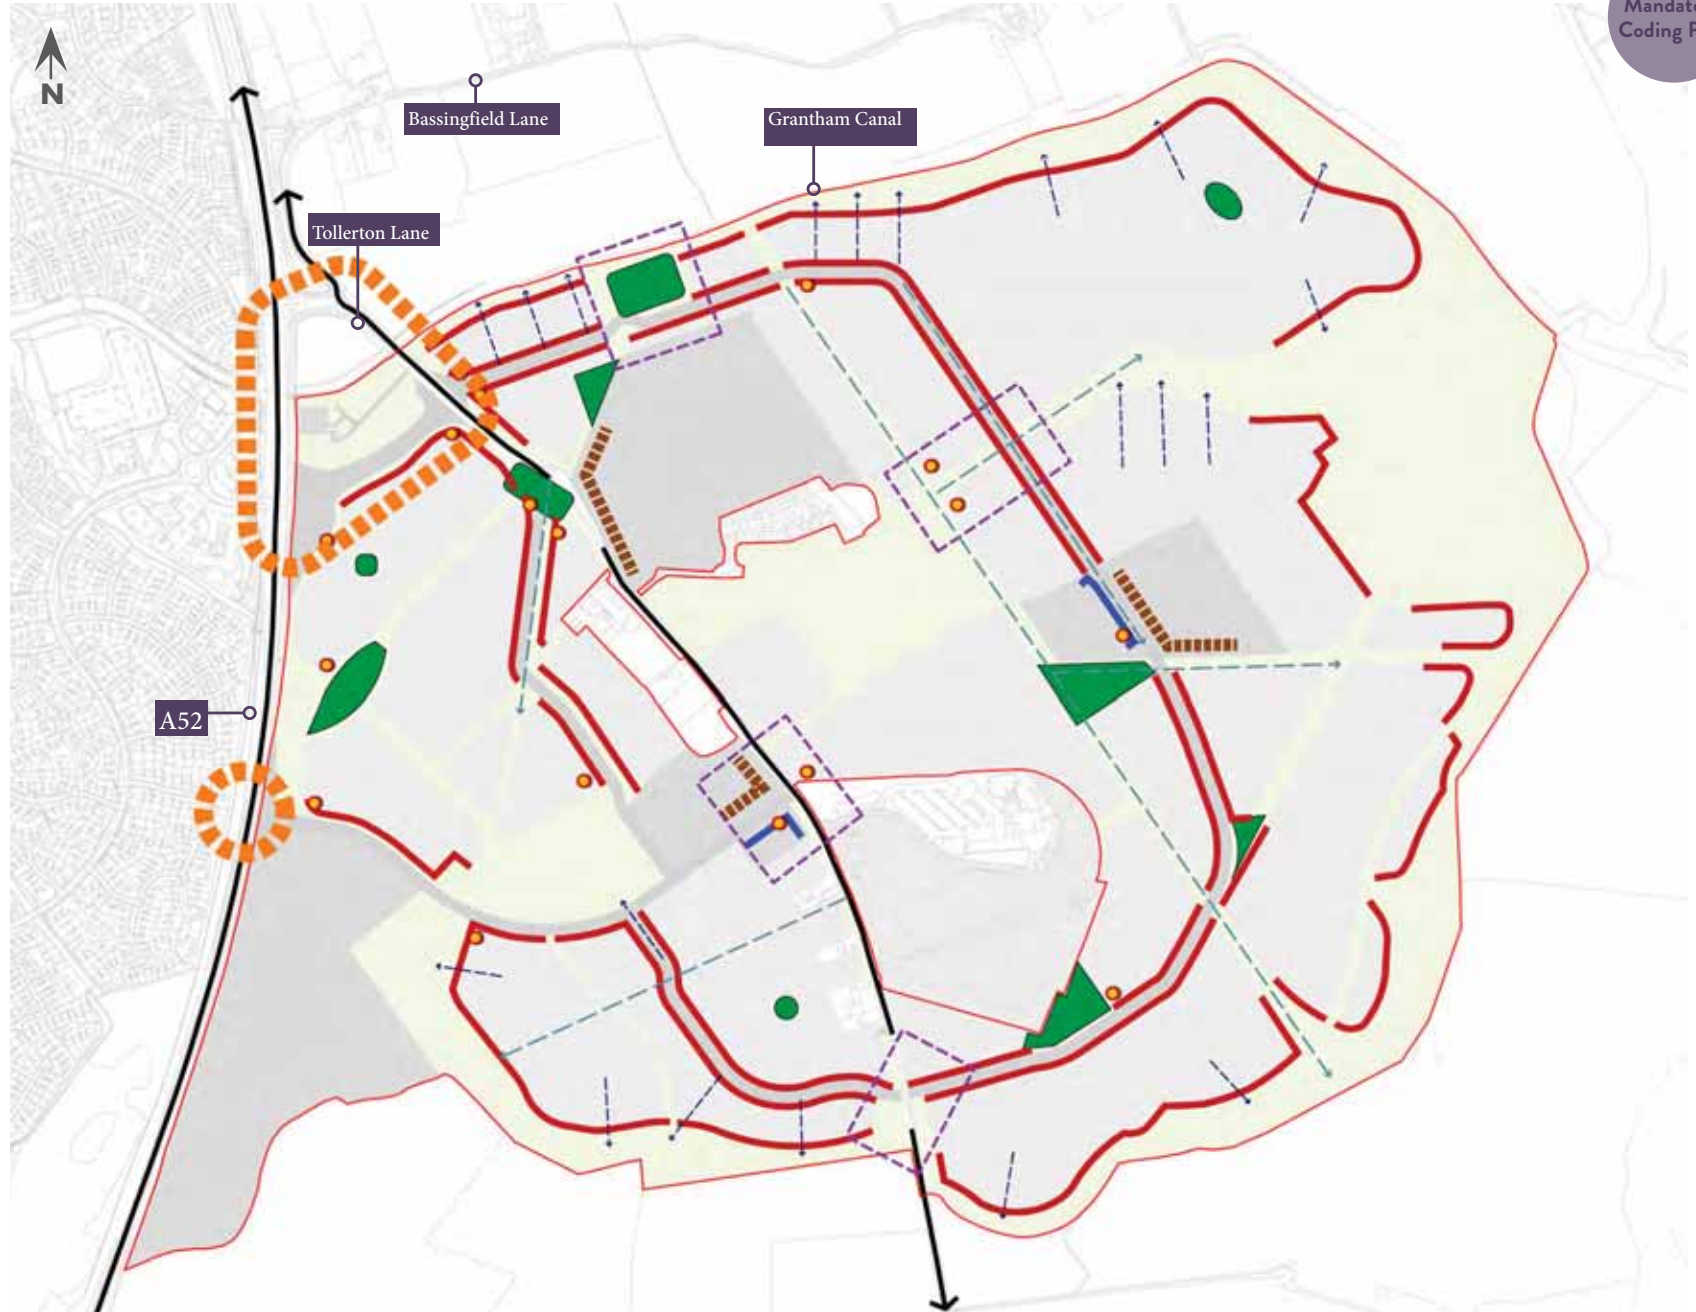 Mandat
Coding
N
Bassingfield Lane
Grantham Canal
Tollerton Lane
A52